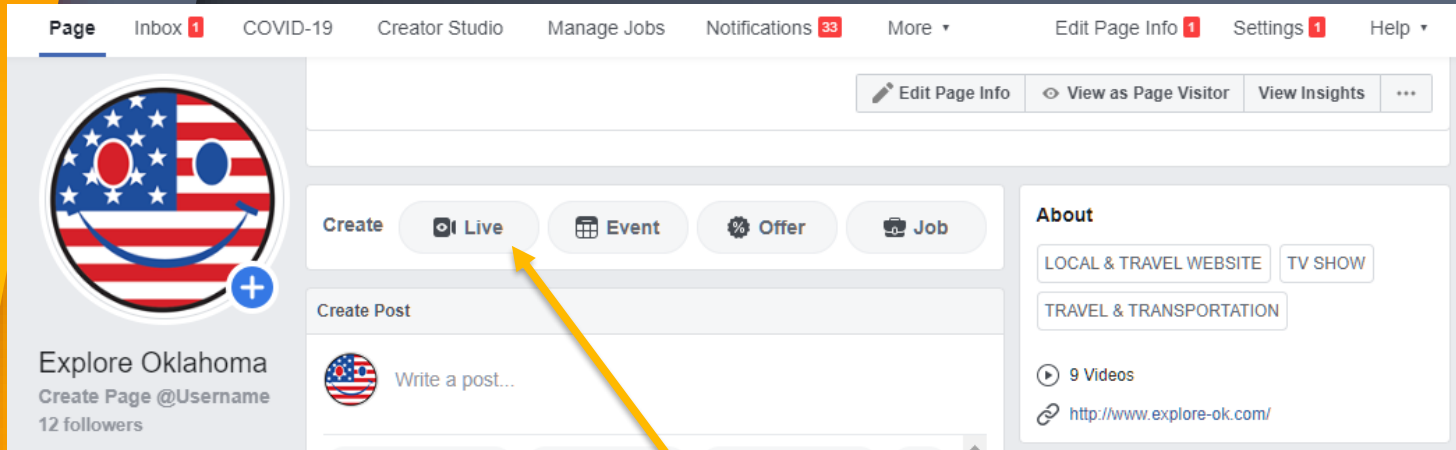 Page Inbox 1 COVID-19 Creator Studio Manage Jobs Notifications 33 More Edit Page Info 1 Settings 1 Help
Edit Page Info View as Page Visitor View Insights ...
Create Live Event Offer Job
Create Post
Write a post...
Explore Oklahoma
Create Page @Username
12 followers
About
LOCAL & TRAVEL WEBSITE TV SHOW
TRAVEL & TRANSPORTATION
9 Videos
http://www.explore-ok.com/